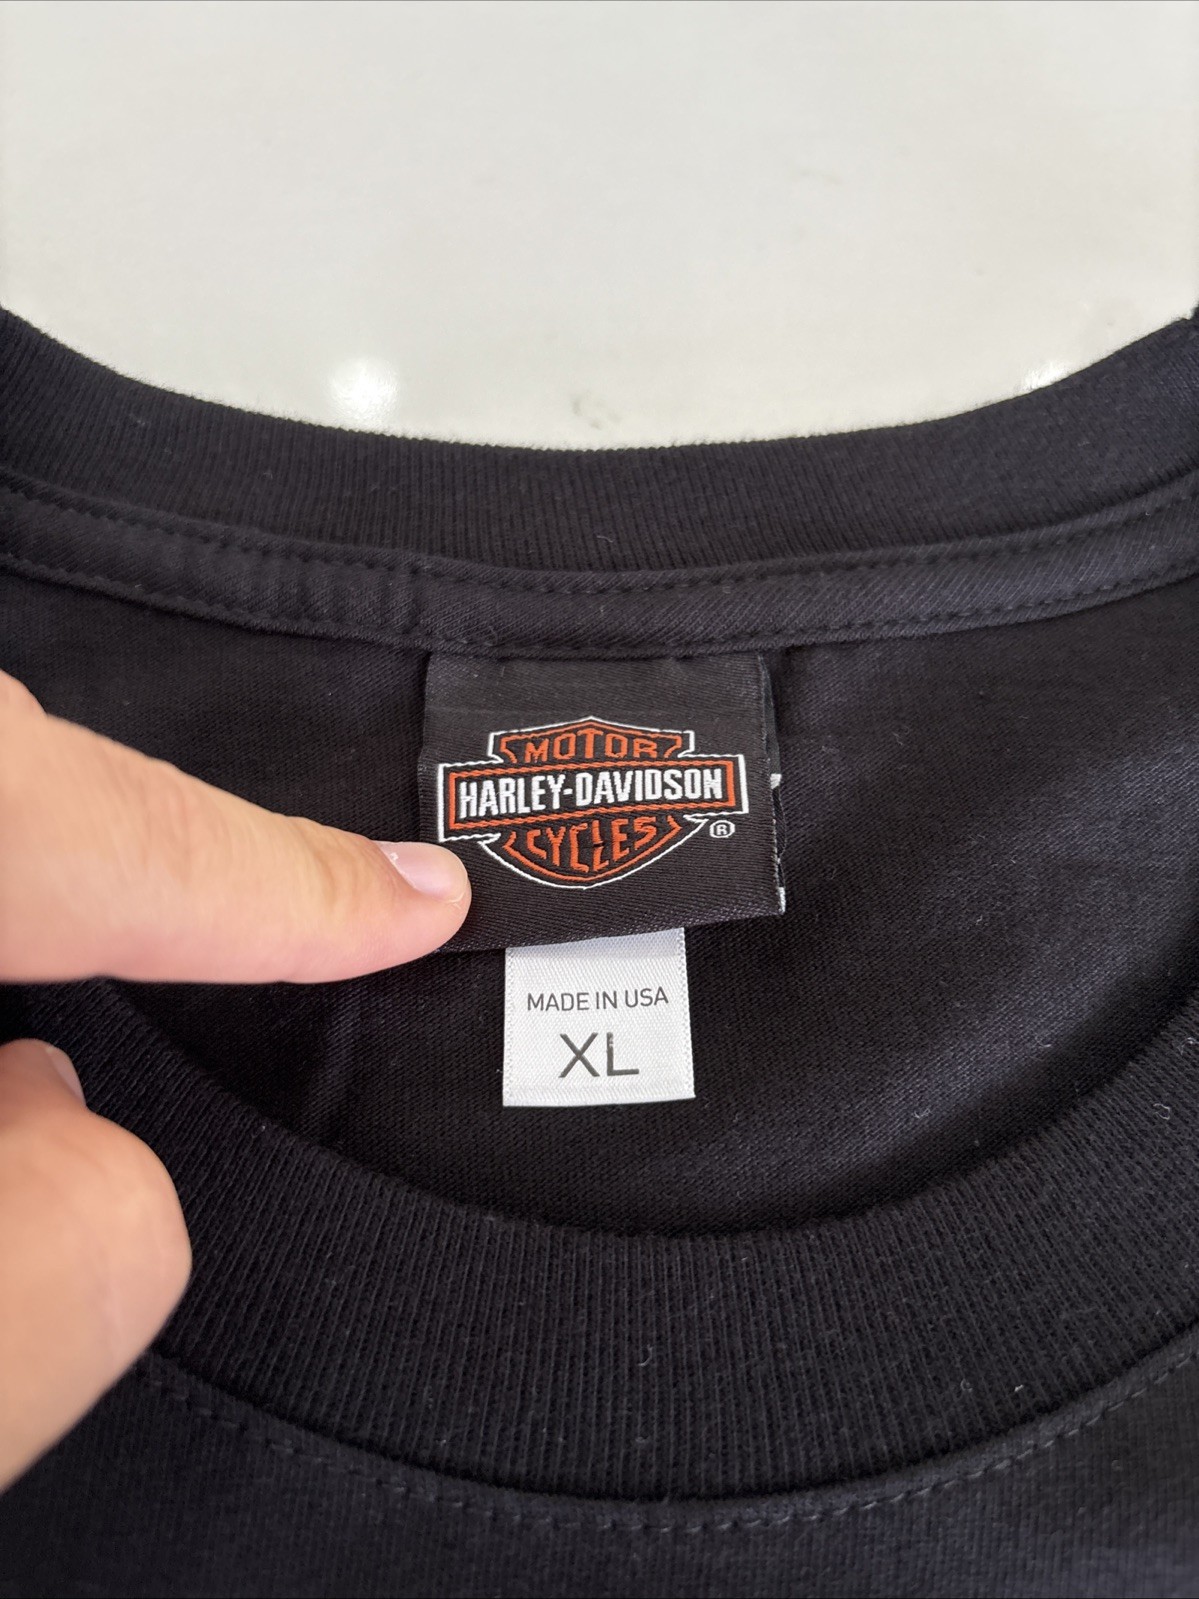 MOTOR
HARLEY-DAVIDSON
CYCLES
®
MADE IN USA
XL